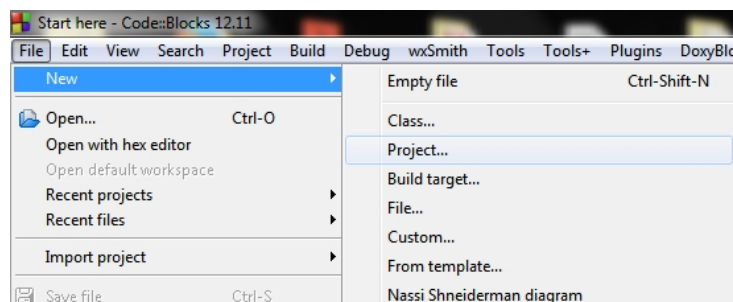 Start here - Code::Blocks 12.11
File Edit View Search Project Build Debug wxSmith Tools Tools+ Plugins DoxyBlo
New
Open... Ctrl-O
Open with hex editor
Open default workspace
Recent projects
Recent files
Import project
Save file Ctrl-S
Empty file Ctrl-Shift-N
Class...
Project...
Build target...
File...
Custom...
From template...
Nassi Shneiderman diagram